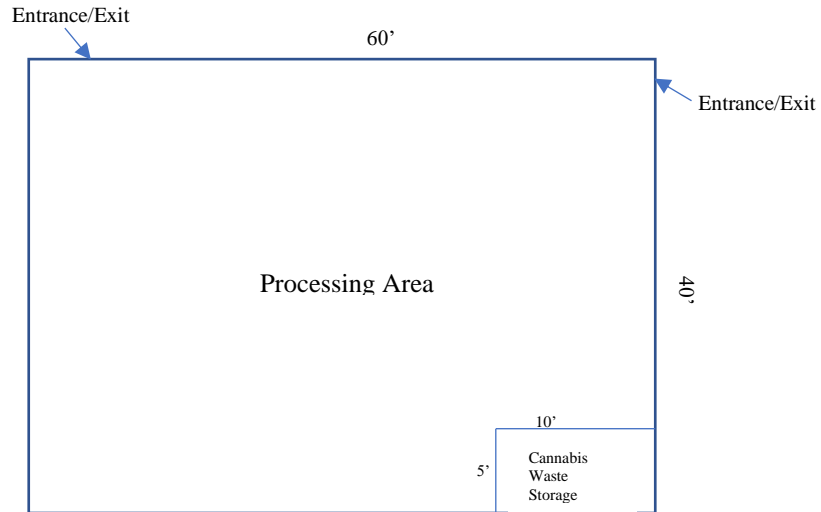 Entrance/Exit
60’
Entrance/Exit
Processing Area
40’
10’
5’
Cannabis
Waste
Storage